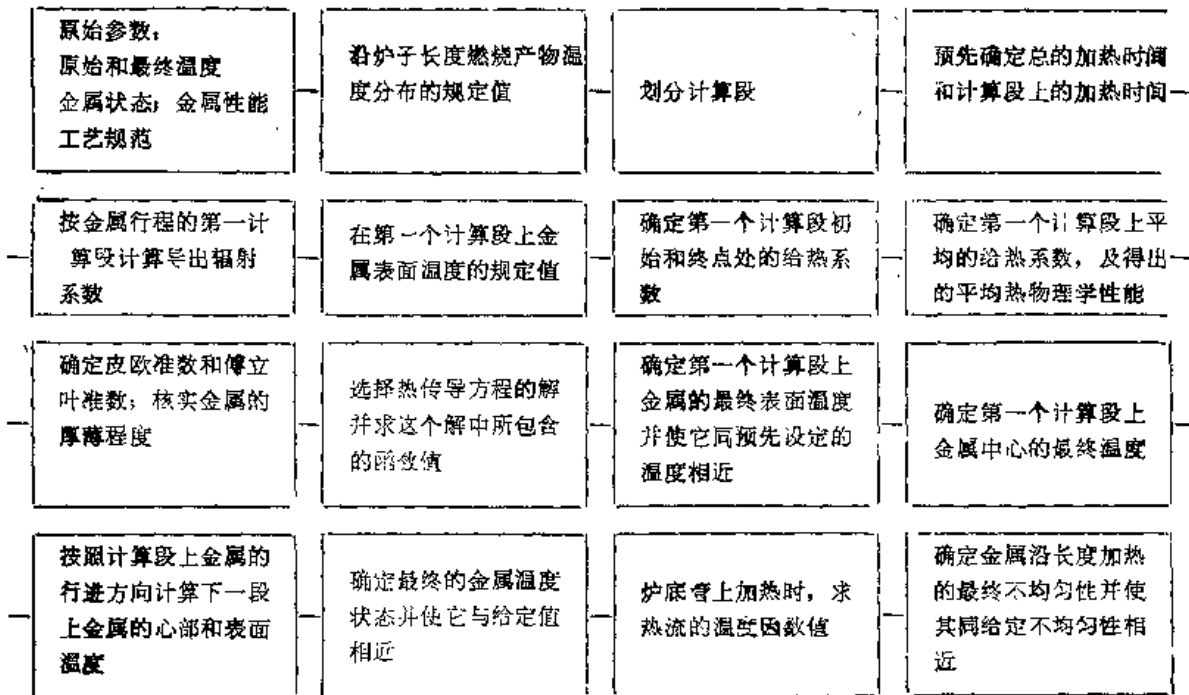 原始参数:
原始和最终温度
金属状态; 金属性能
工艺规范
沿炉子长度燃烧产物温
度分布的规定值
划分计算段
预先确定总的加热时间
和计算段上的加热时间
按金属行程的第一计
算段计算导出辐射
系数
在第一个计算段上金
属表面温度的规定值
确定第一个计算段初
始和终点处的给热系
数
确定第一个计算段上平
均的给热系数, 及得出
的平均热物理学性能
确定皮欧准数和傅立
叶准数; 核实金属的
厚薄程度
选择热传导方程的解
并求这个解中所包含
的函数值
确定第一个计算段上
金属的最终表面温度
并使它同预先设定的
温度相近
确定第一个计算段上
金属中心的最终温度
按照计算段上金属的
行进方向计算下一段
上金属的心部和表面
温度
确定最终的金属温度
状态并使它与给定值
相近
炉底管上加热时, 求
热流的温度因数值
确定金属沿长度加热
的最终不均匀性并使
其同给定不均匀性相
近